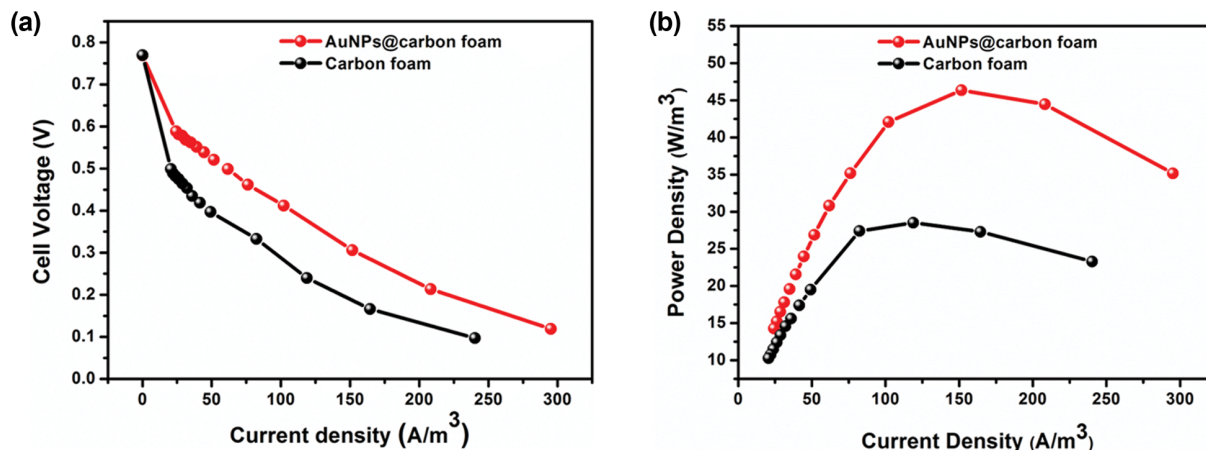 (a)
AuNPs@carbon foam
Carbon foam
Cell Voltage (V)
0.8
0.7
0.6
0.5
0.4
0.3
0.2
0.1
0.0
0 50 100 150 200 250 300
Current density (A/m³)
(b)
AuNPs@carbon foam
Carbon foam
Power Density (W/m³)
55
50
45
40
35
30
25
20
15
10
0 50 100 150 200 250 300
Current Density (A/m³)